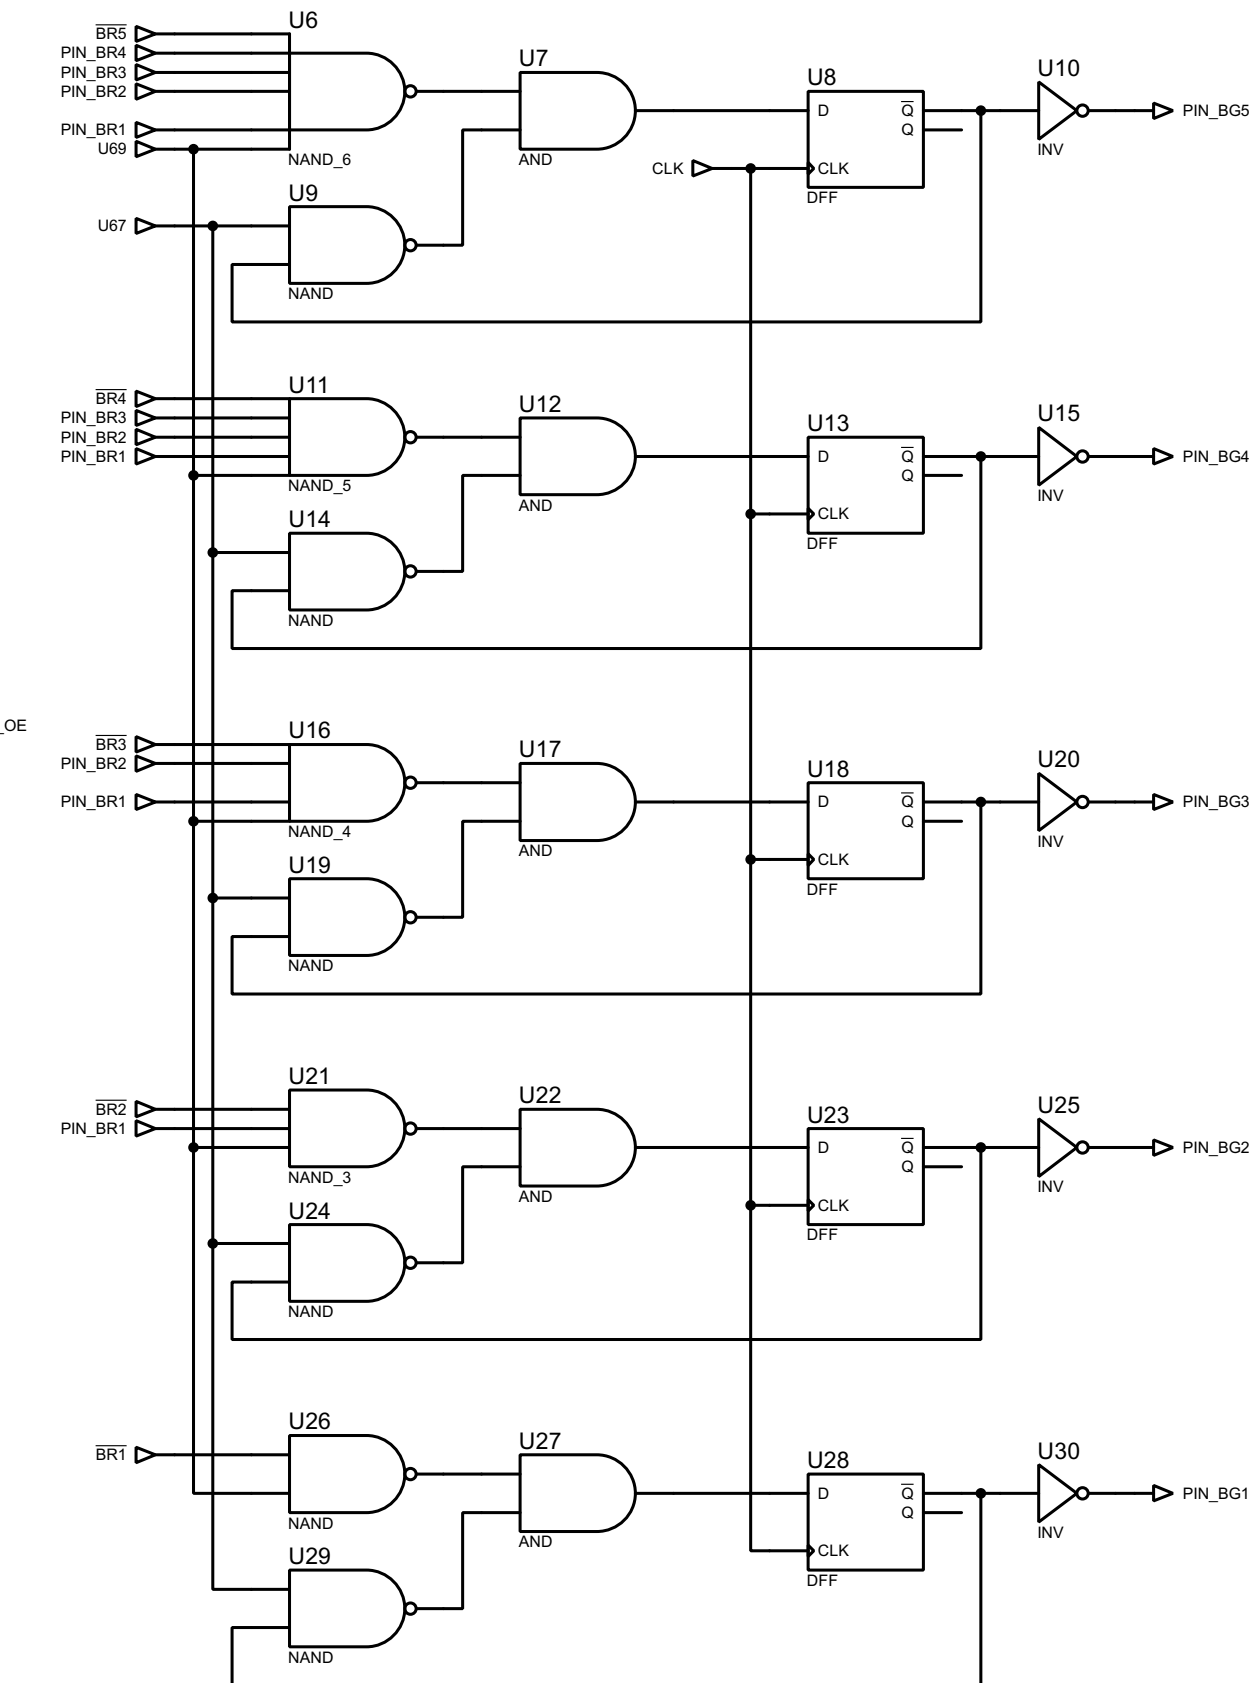 U6
BR5
PIN_BR4
PIN_BR3
PIN_BR2
PIN_BR1
U69
NAND_6
U7
AND
U8
D
Q
Q
CLK
DFF
CLK
U10
INV
PIN_BG5
U9
U67
NAND
U11
BR4
PIN_BR3
PIN_BR2
PIN_BR1
NAND_5
U12
AND
U13
D
Q
Q
CLK
DFF
U15
INV
PIN_BG4
U14
NAND
_OE
U16
BR3
PIN_BR2
PIN_BR1
NAND_4
U17
AND
U18
D
Q
Q
CLK
DFF
U20
INV
PIN_BG3
U19
NAND
U21
BR2
PIN_BR1
NAND_3
U22
AND
U23
D
Q
Q
CLK
DFF
U25
INV
PIN_BG2
U24
NAND
U26
BR1
NAND
U27
AND
U28
D
Q
Q
CLK
DFF
U30
INV
PIN_BG1
U29
NAND